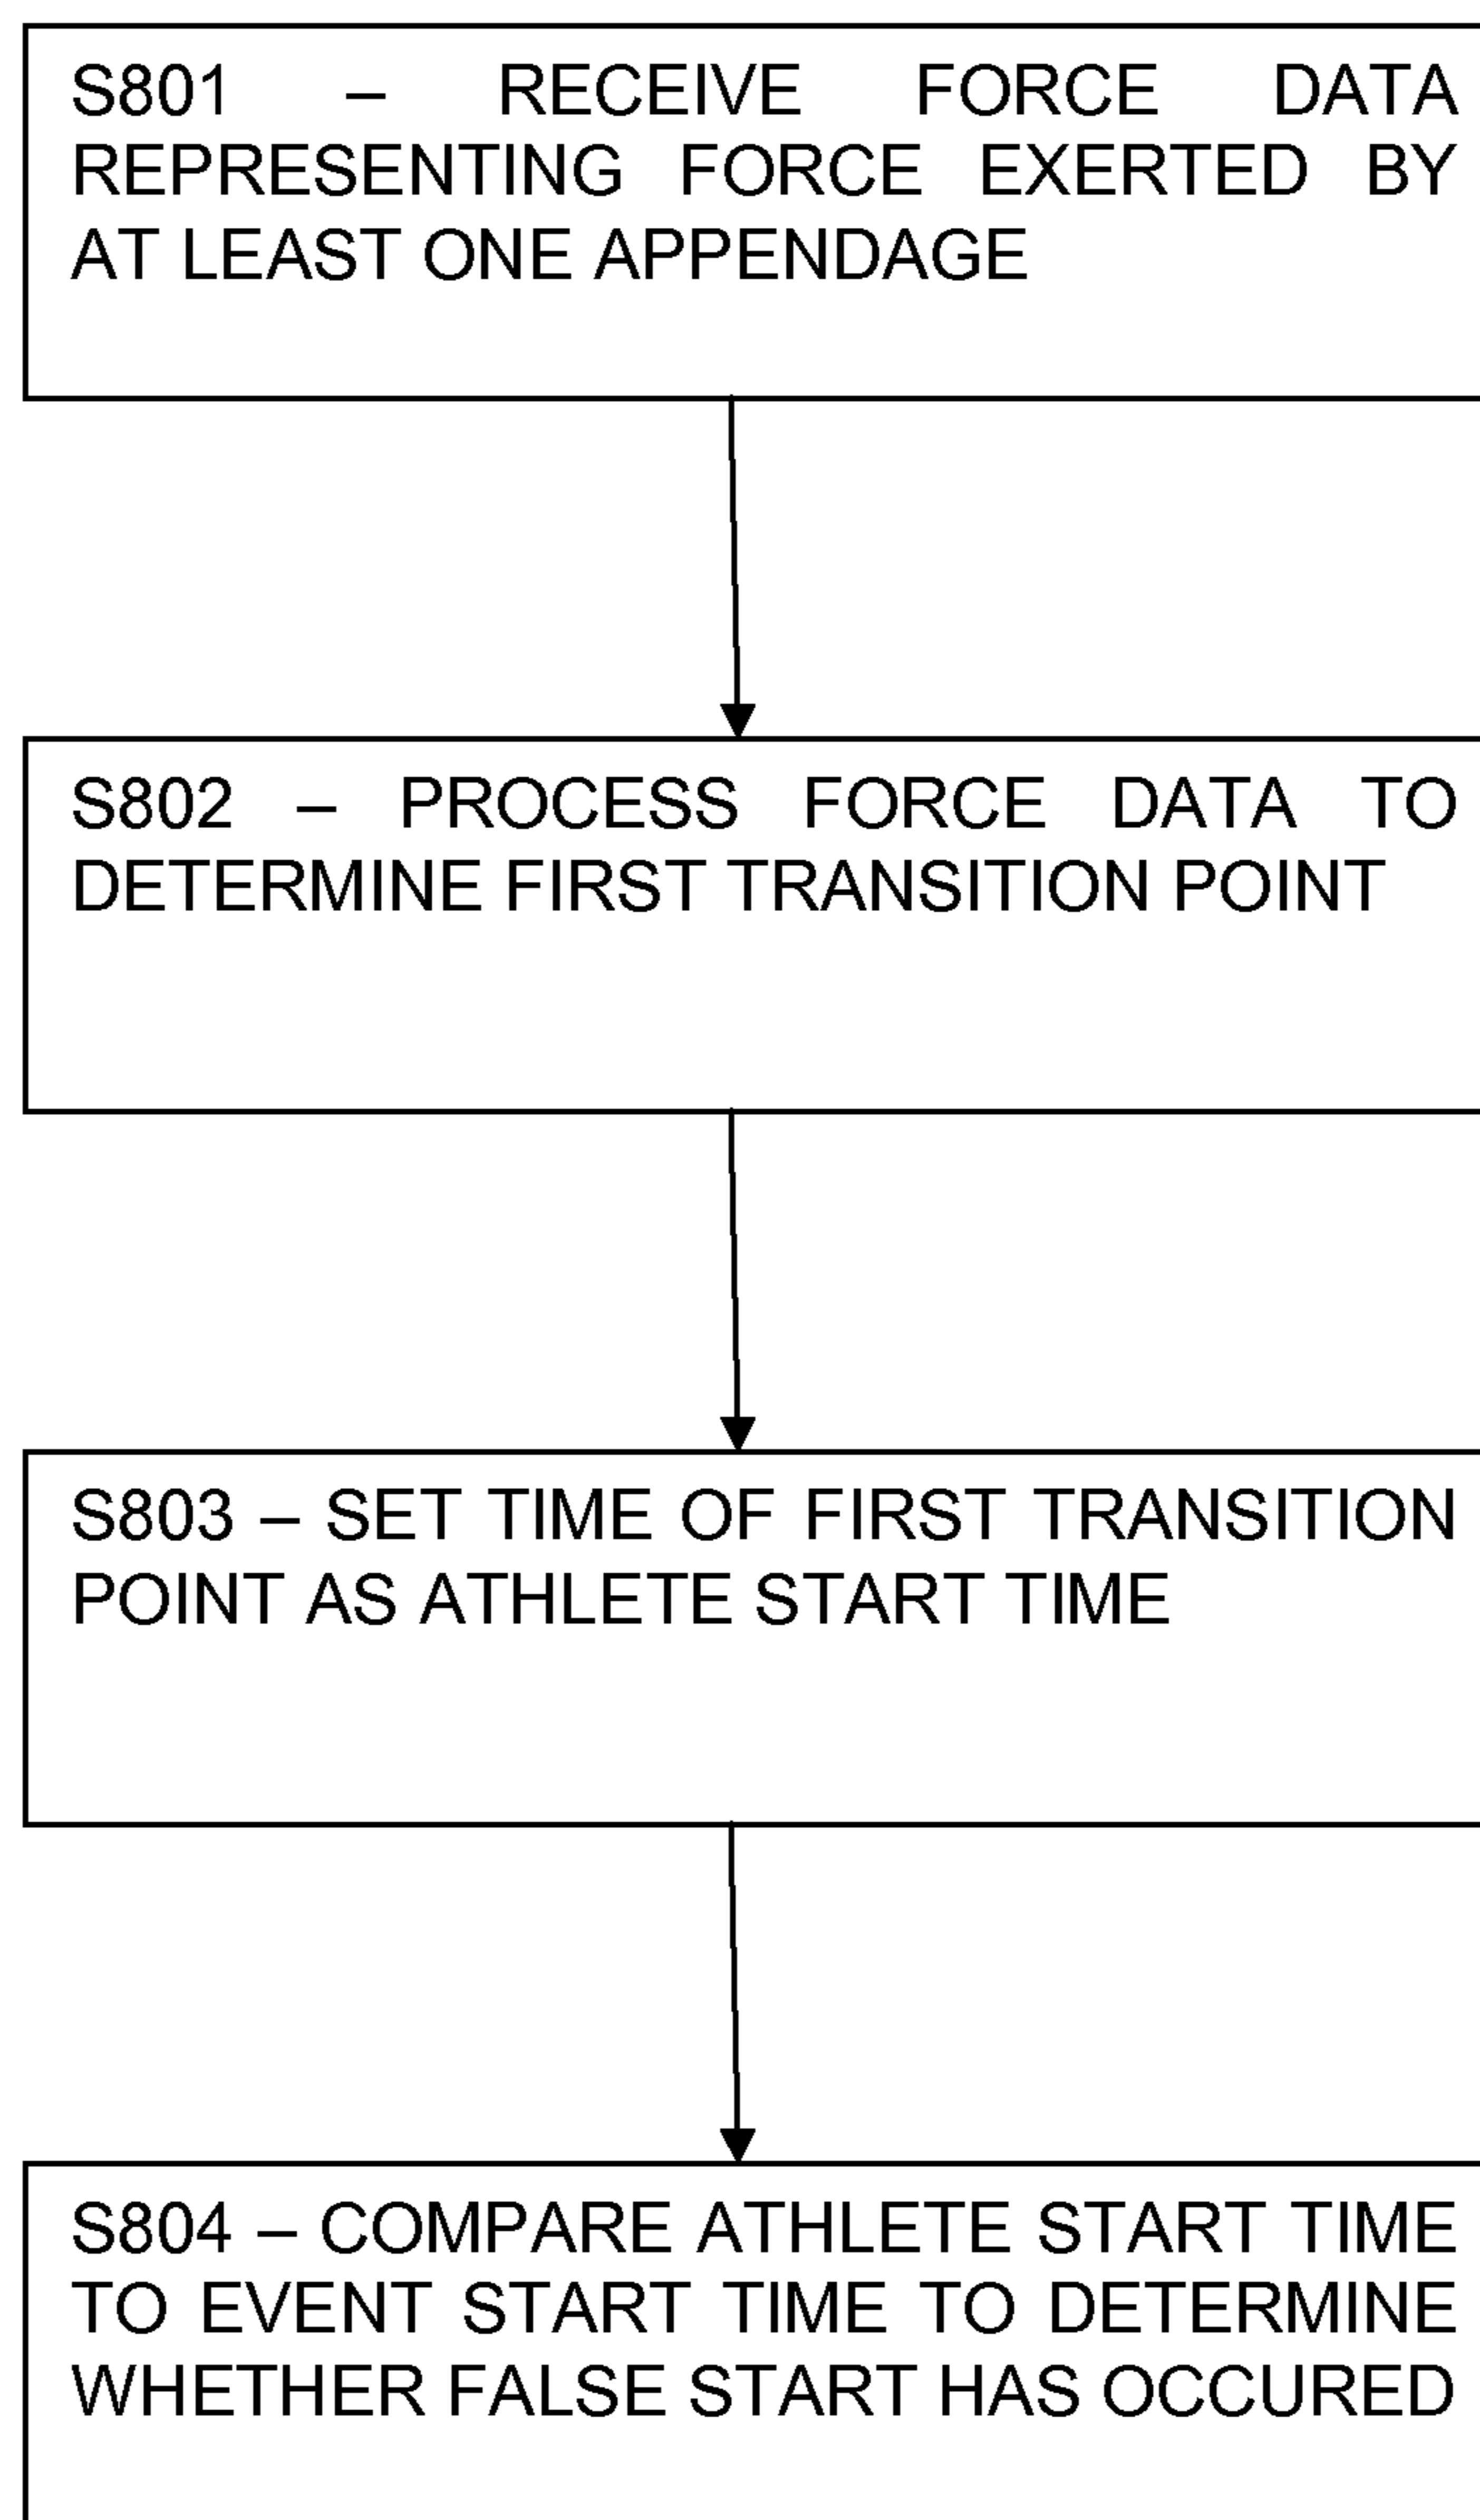 S801 – RECEIVE FORCE DATA
REPRESENTING FORCE EXERTED BY
AT LEAST ONE APPENDAGE
S802 – PROCESS FORCE DATA TO
DETERMINE FIRST TRANSITION POINT
S803 – SET TIME OF FIRST TRANSITION
POINT AS ATHLETE START TIME
S804 – COMPARE ATHLETE START TIME
TO EVENT START TIME TO DETERMINE
WHETHER FALSE START HAS OCCURED